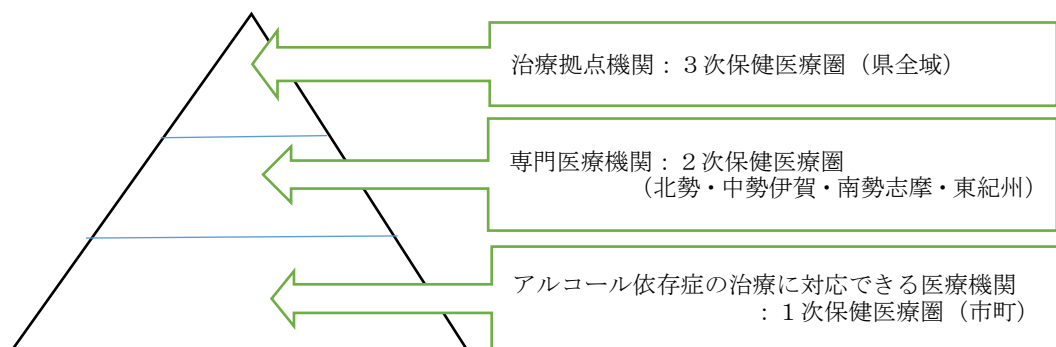 治療拠点機関：３次保健医療圏（県全域）
専門医療機関：２次保健医療圏
（北勢・中勢伊賀・南勢志摩・東紀州）
アルコール依存症の治療に対応できる医療機関
：１次保健医療圏（市町）